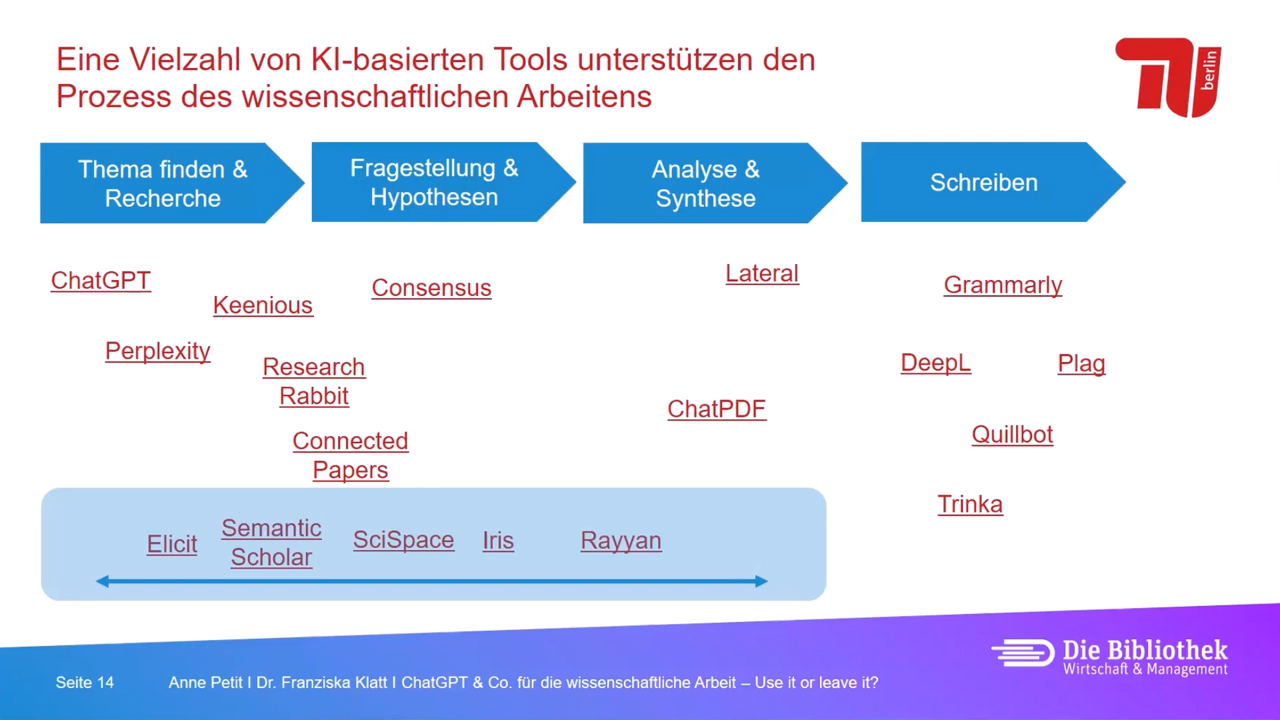 Eine Vielzahl von KI-basierten Tools unterstützen den
Prozess des wissenschaftlichen Arbeitens
berlin
Thema finden &
Recherche
Fragestellung &
Hypothesen
Analyse &
Synthese
Schreiben
ChatGPT
Keenious
Consensus
Lateral
Grammarly
Perplexity
Research
Rabbit
DeepL
Plag
ChatPDF
Connected
Papers
Quillbot
Trinka
Elicit
Semantic
Scholar
SciSpace
Iris
Rayyan
Die Bibliothek
Wirtschaft & Management
Seite 14
Anne Petit I Dr. Franziska Klatt I ChatGPT & Co. für die wissenschaftliche Arbeit – Use it or leave it?